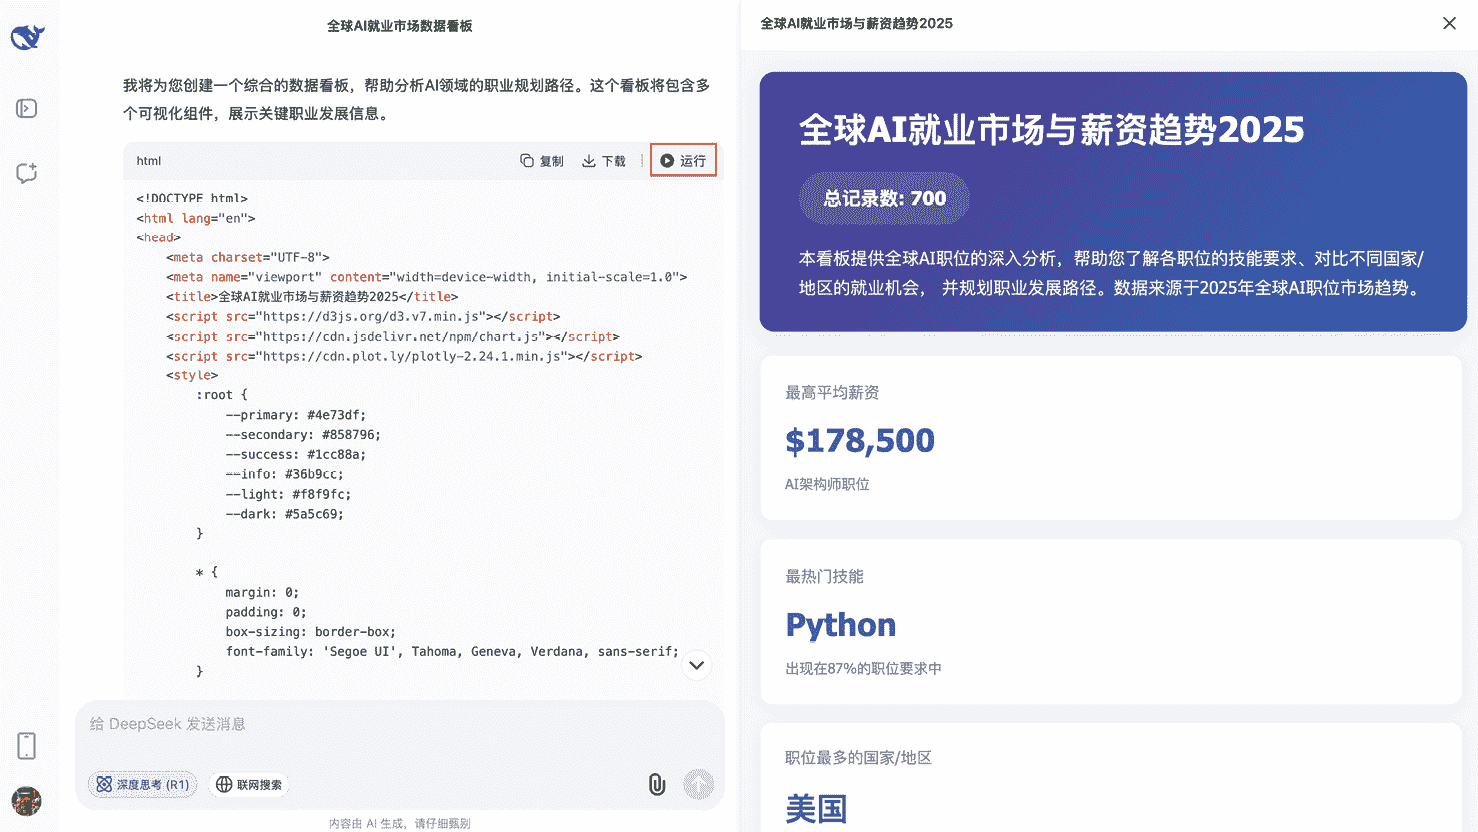 全球AI就业市场数据看板
我将为您创建一个综合的数据看板，帮助分析AI领域的职业规划路径。这个看板将包含多
个可视化组件，展示关键职业发展信息。
html
复制
下载
运行
<!DOCTYPE html>
<html lang="en">
<head>
<meta charset="UTF-8">
<meta name="viewport" content="width=device-width, initial-scale=1.0">
<title>全球AI就业市场与薪资趋势2025</title>
<script src="https://d3js.org/d3.v7.min.js"></script>
<script src="https://cdn.jsdelivr.net/npm/chart.js"></script>
<script src="https://cdn.plot.ly/plotly-2.24.1.min.js"></script>
<style>
:root {
--primary: #4e73df;
--secondary: #858796;
--success: #1cc88a;
--info: #36b9cc;
--light: #f8f9fc;
--dark: #5a5c69;
}
* {
margin: 0;
padding: 0;
box-sizing: border-box;
font-family: 'Segoe UI', Tahoma, Geneva, Verdana, sans-serif;
}
给 DeepSeek 发送消息
深度思考 (R1)
联网搜索
内容由 AI 生成，请仔细甄别
全球AI就业市场与薪资趋势2025
全球AI就业市场与薪资趋势2025
总记录数: 700
本看板提供全球AI职位的深入分析，帮助您了解各职位的技能要求、对比不同国家/
地区的就业机会， 并规划职业发展路径。数据来源于2025年全球AI职位市场趋势。
最高平均薪资
$178,500
AI架构师职位
最热门技能
Python
出现在87%的职位要求中
职位最多的国家/地区
美国